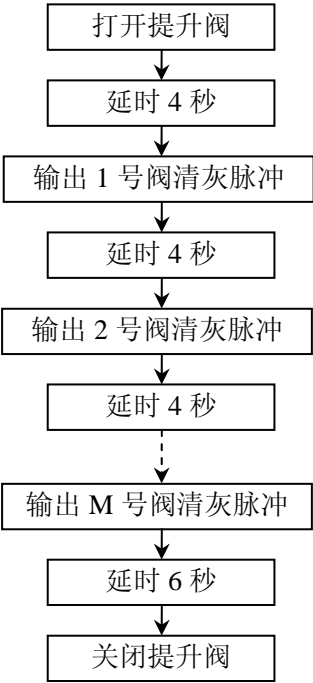 打开提升阀
延时 4 秒
输出 1 号阀清灰脉冲
延时 4 秒
输出 2 号阀清灰脉冲
延时 4 秒
输出 M 号阀清灰脉冲
延时 6 秒
关闭提升阀